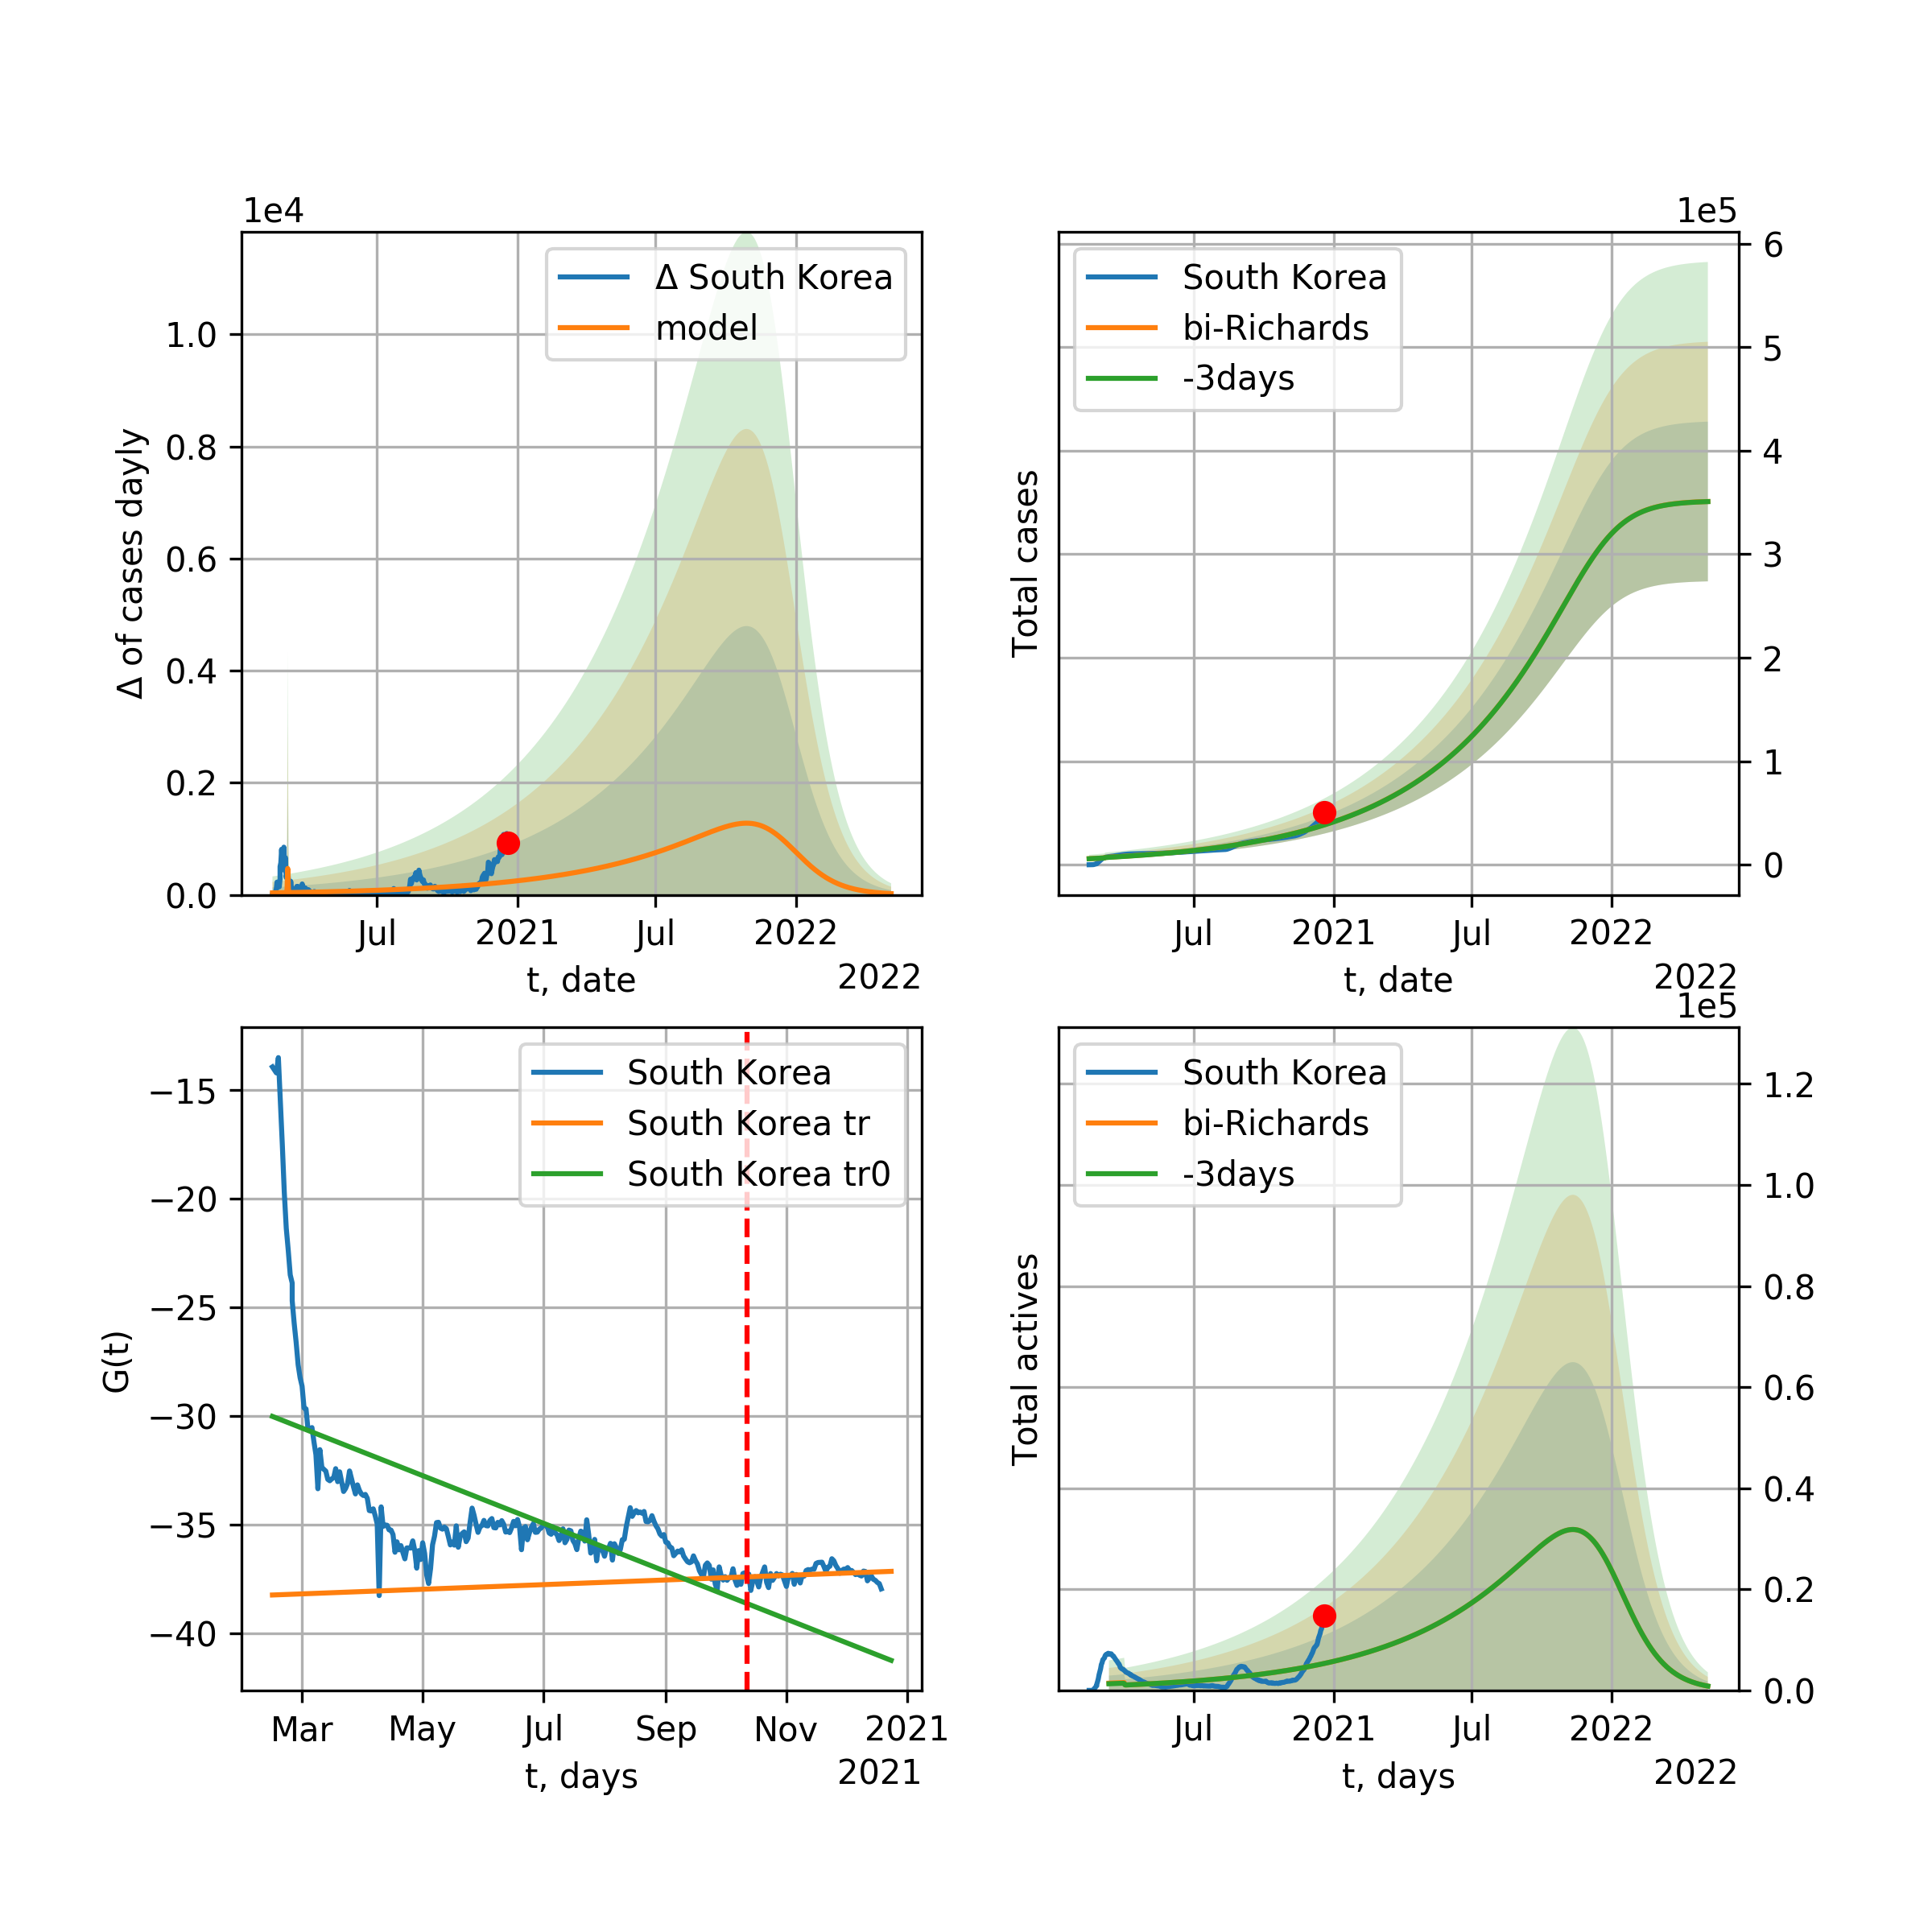 1e4
Δ South Korea
model
1.0
0.8
0.6
0.4
0.2
0.0
Δ of cases dayly
Jul
2021
Jul
2022
t, date
2022
1e5
South Korea
bi-Richards
-3days
6
5
4
3
2
1
0
Total cases
Jul
2021
Jul
2022
t, date
2022
South Korea
South Korea tr
South Korea tr0
−15
−20
−25
−30
−35
−40
G(t)
Mar
May
Jul
Sep
Nov
2021
t, days
2021
1e5
South Korea
bi-Richards
-3days
1.2
1.0
0.8
0.6
0.4
0.2
0.0
Total actives
Jul
2021
Jul
2022
t, days
2022